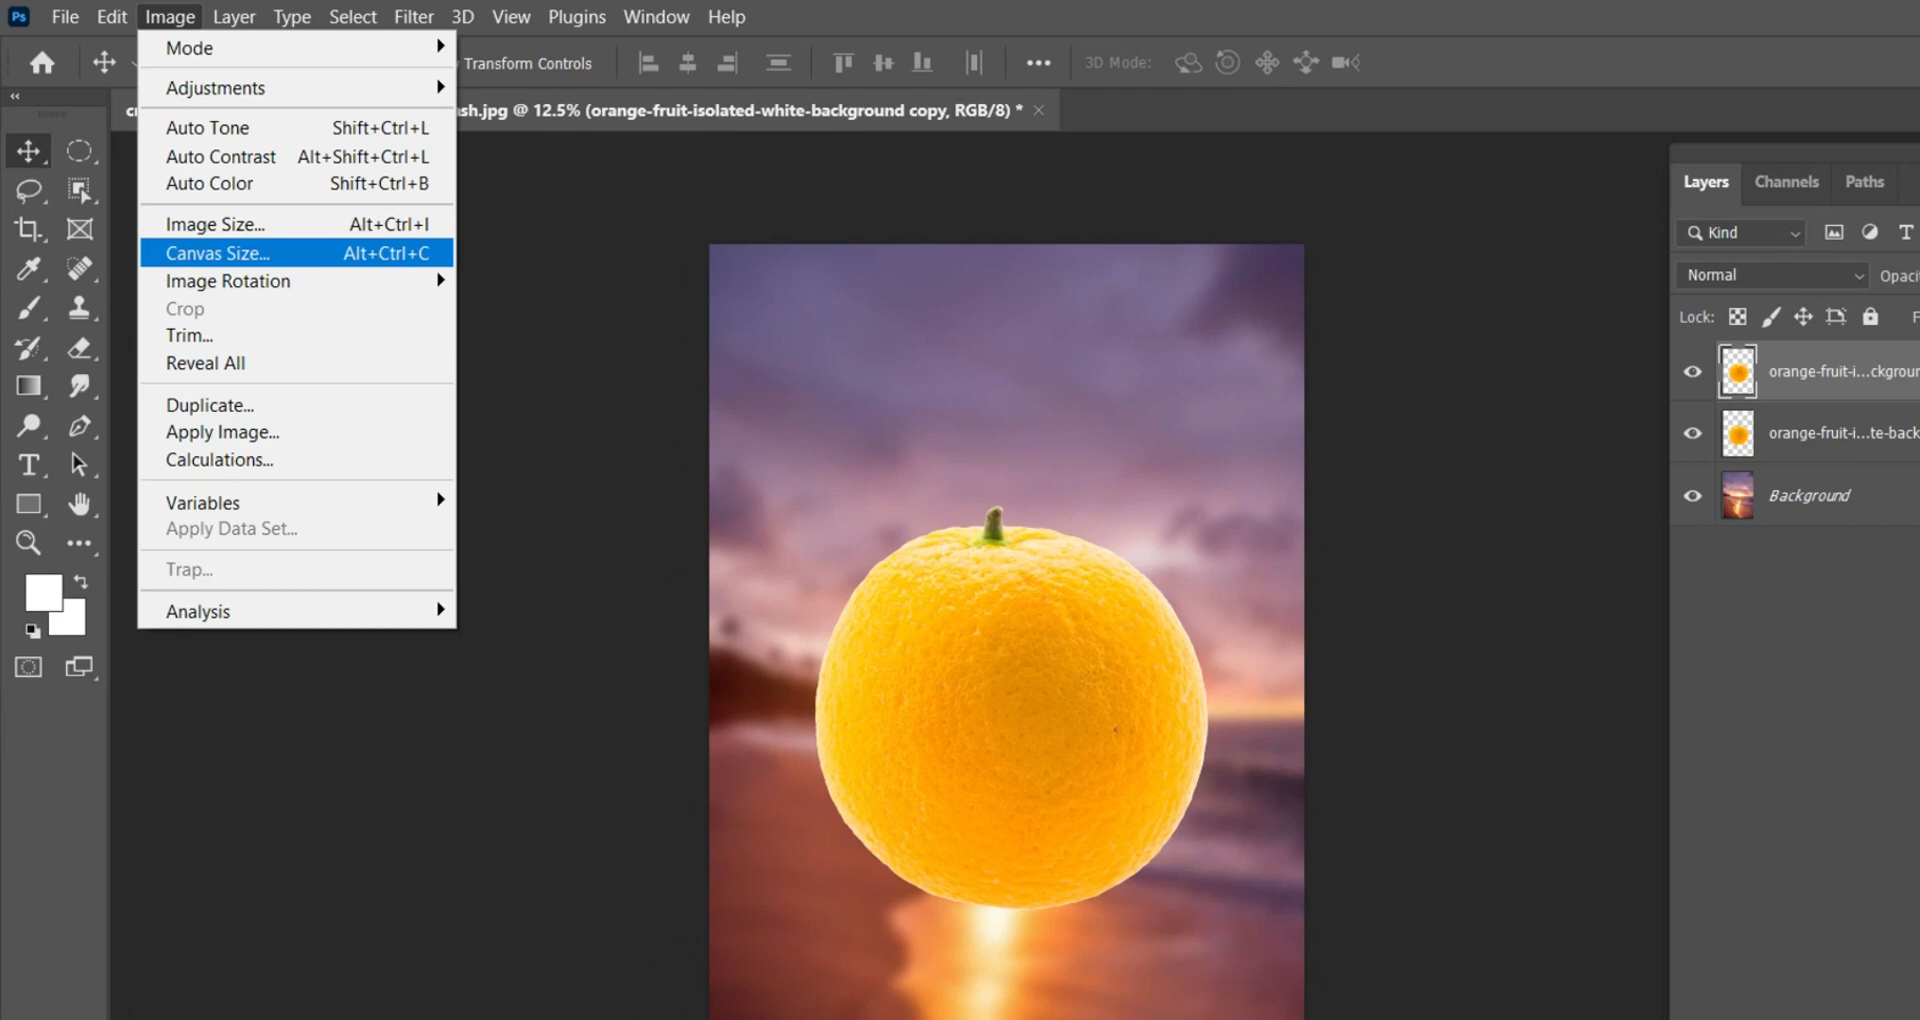 Ps File Edit Image Layer Type Select Filter 3D View Plugins Window Help
Transform Controls 3D Mode:
sh.jpg @ 12.5% (orange-fruit-isolated-white-background copy, RGB/8) *
Mode
Adjustments
Auto Tone Shift+Ctrl+L
Auto Contrast Alt+Shift+Ctrl+L
Auto Color Shift+Ctrl+B
Image Size... Alt+Ctrl+I
Canvas Size... Alt+Ctrl+C
Image Rotation
Crop
Trim...
Reveal All
Duplicate...
Apply Image...
Calculations...
Variables
Apply Data Set...
Trap...
Analysis
Layers Channels Paths
Kind
Normal Opaci
Lock: F
orange-fruit-i...ckgroun
orange-fruit-i...te-back
Background